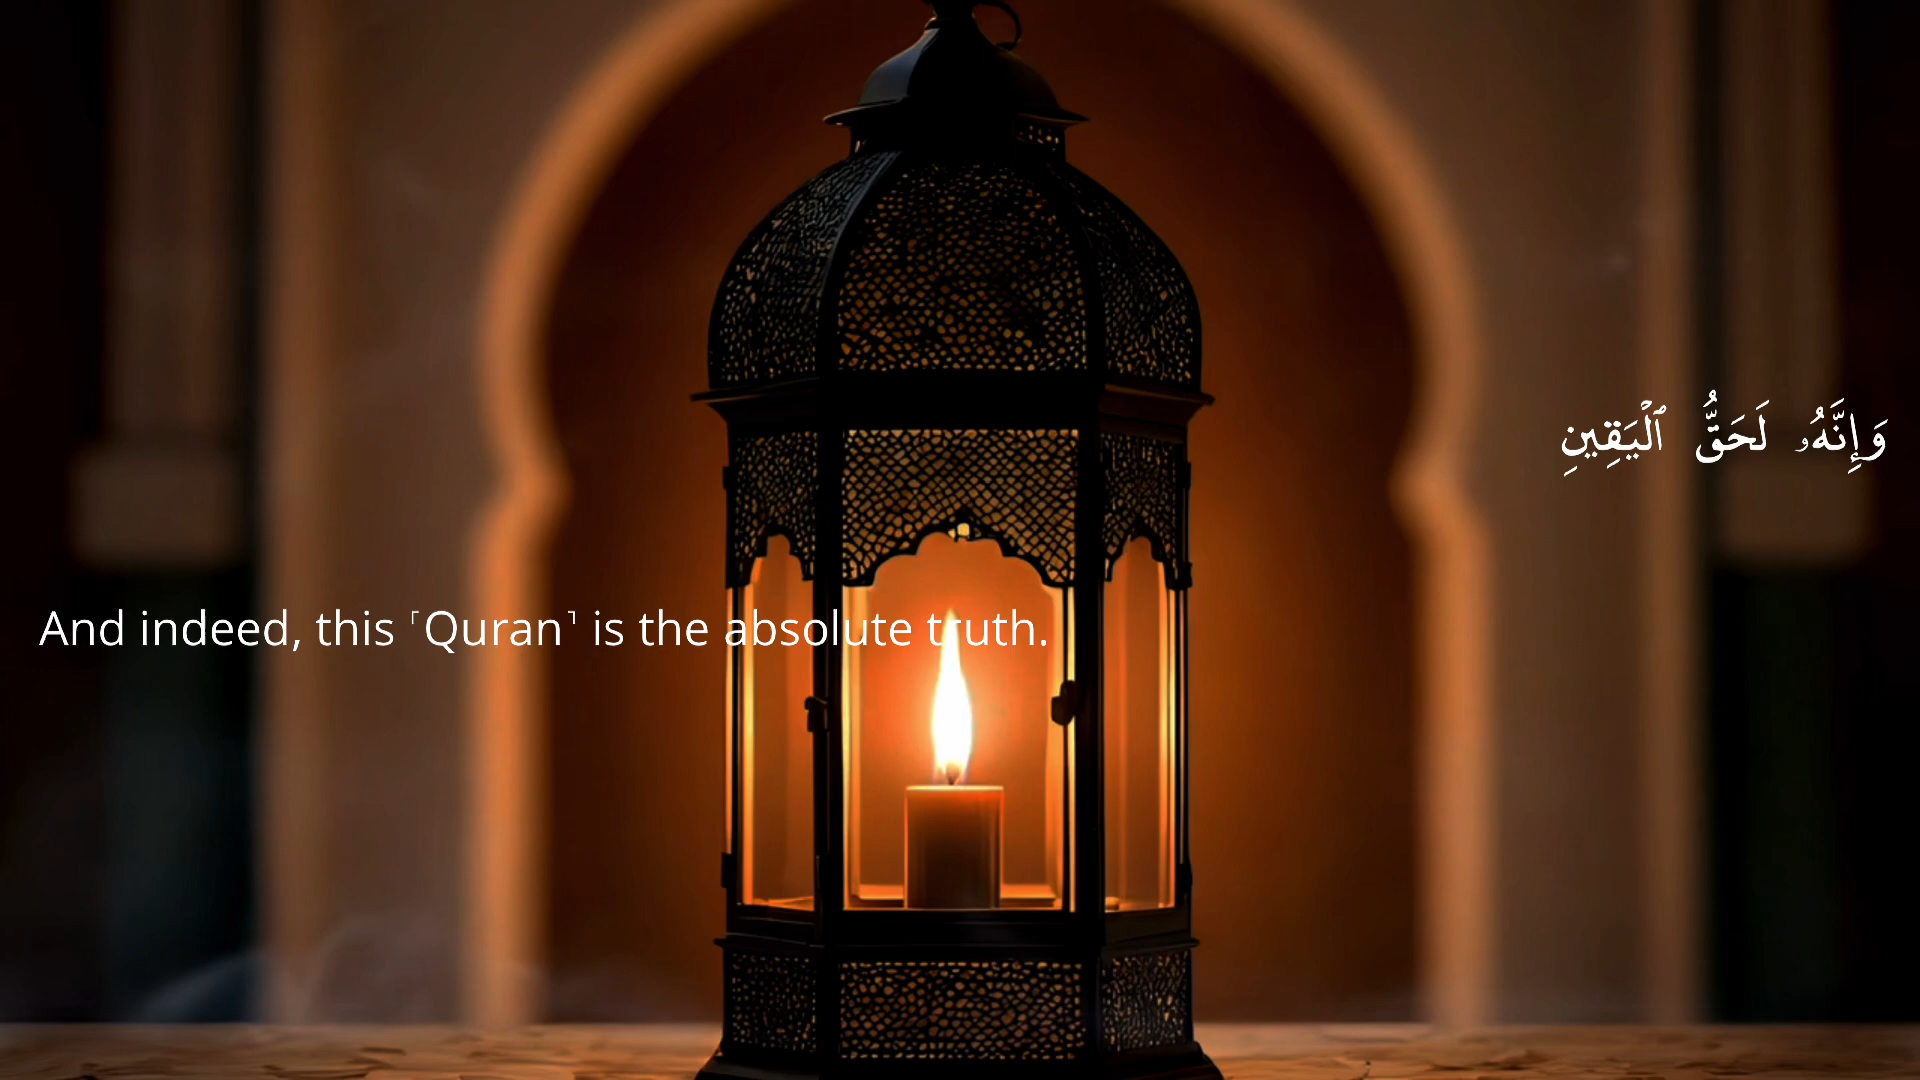 وَإِنَّهُۥ لَحَقُّ ٱلْيَقِينِ
And indeed, this ˹Quran˺ is the absolute truth.